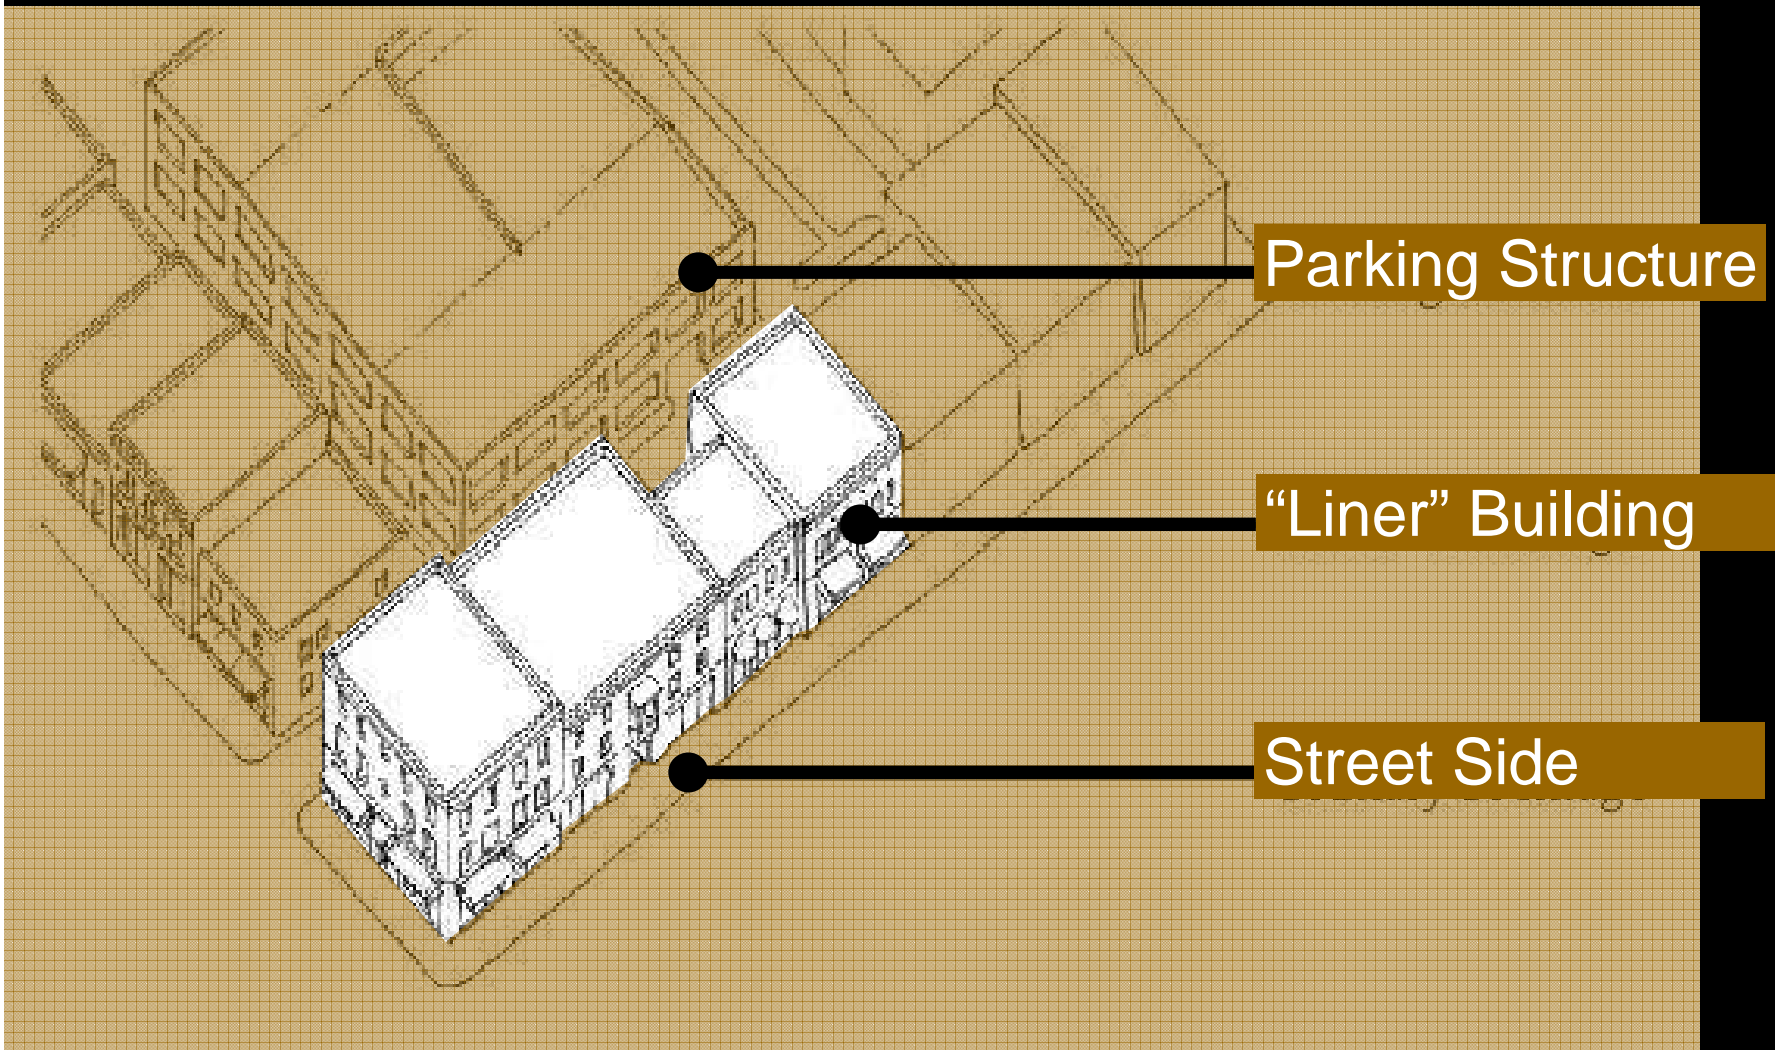 Parking Structure
“Liner” Building
Street Side